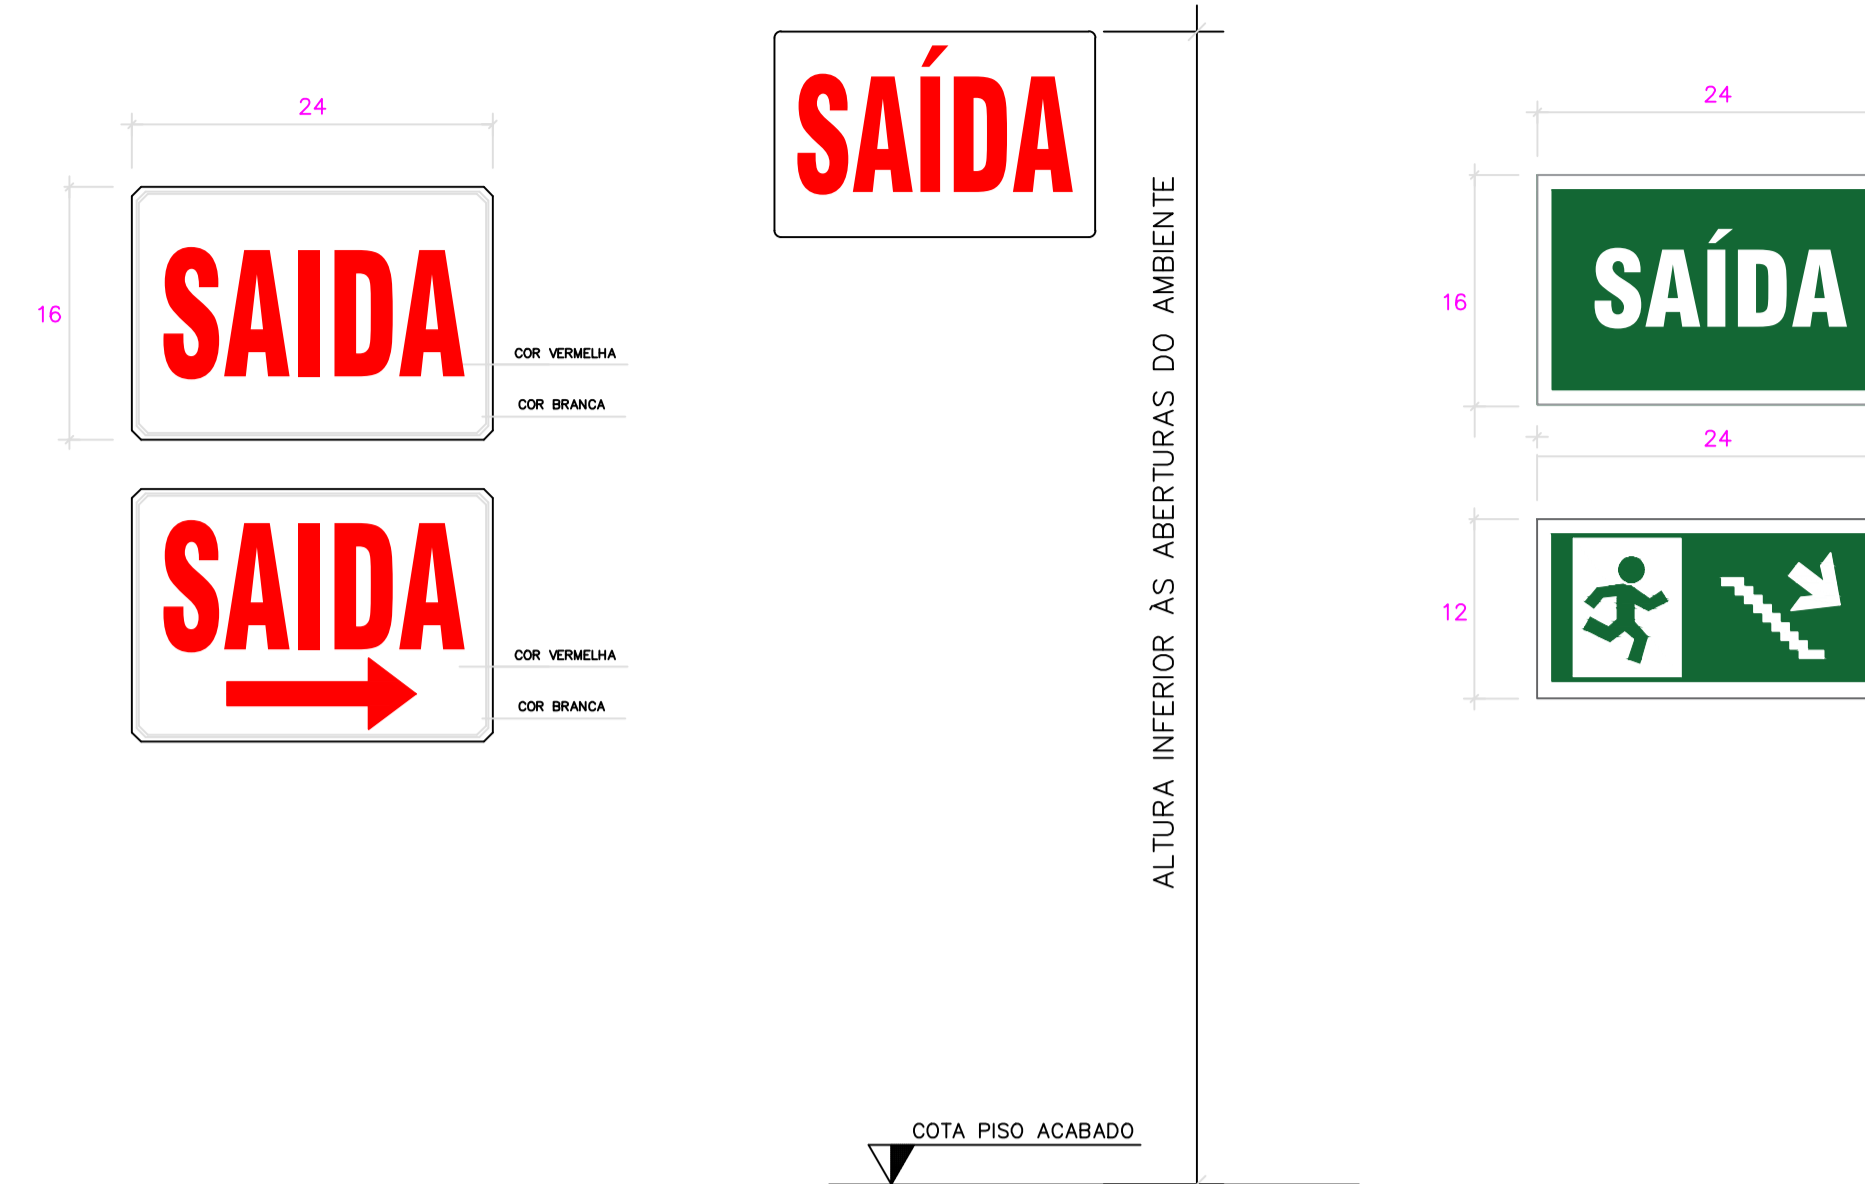 24
16
SAIDA
COR VERMELHA
COR BRANCA
SAIDA
COR VERMELHA
COR BRANCA
SAÍDA
ALTURA INFERIOR ÀS ABERTURAS DO AMBIENTE
COTA PISO ACABADO
24
16
SAÍDA
24
12